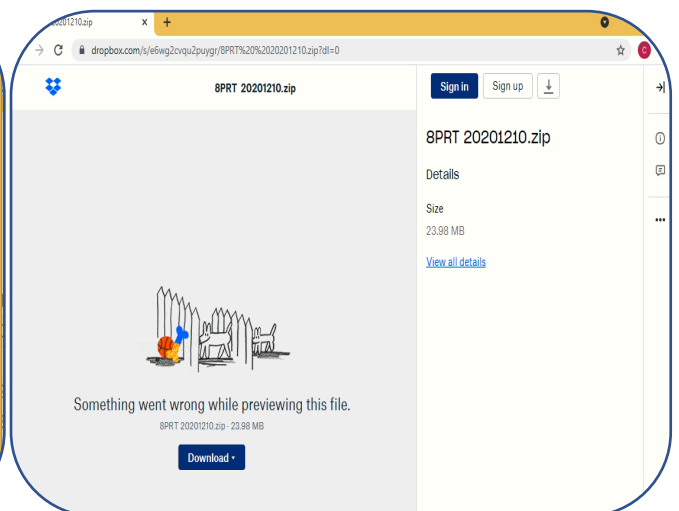 20201210.zip
dropbox.com/s/e6wg2cvqu2puygr/8PRT%20%2020201210.zip?dl=0
C
8PRT 20201210.zip
Sign in
Sign up
8PRT 20201210.zip
Details
Size
23.98 MB
View all details
Something went wrong while previewing this file.
8PRT 20201210.zip · 23.98 MB
Download